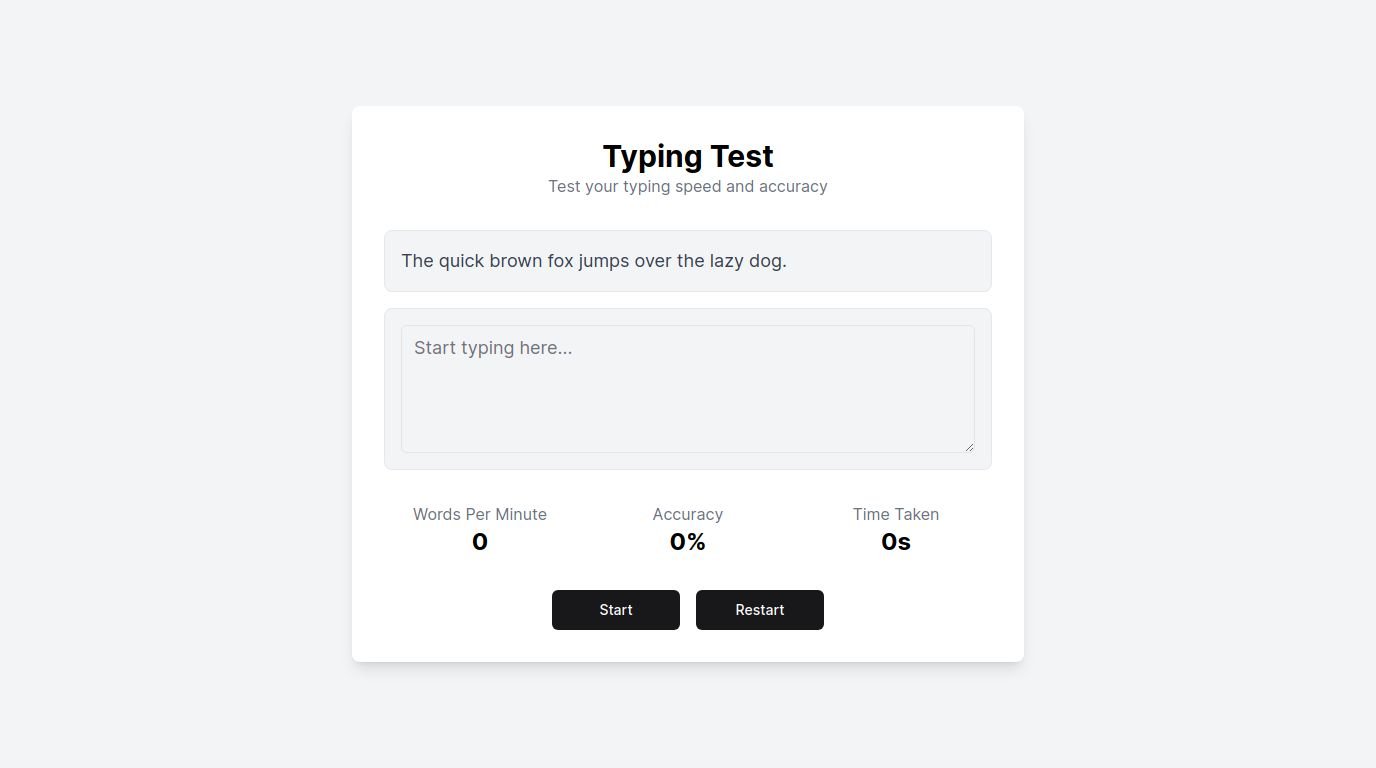 Typing Test
Test your typing speed and accuracy
The quick brown fox jumps over the lazy dog.
Start typing here...
Words Per Minute
0
Accuracy
0%
Time Taken
0s
Start
Restart